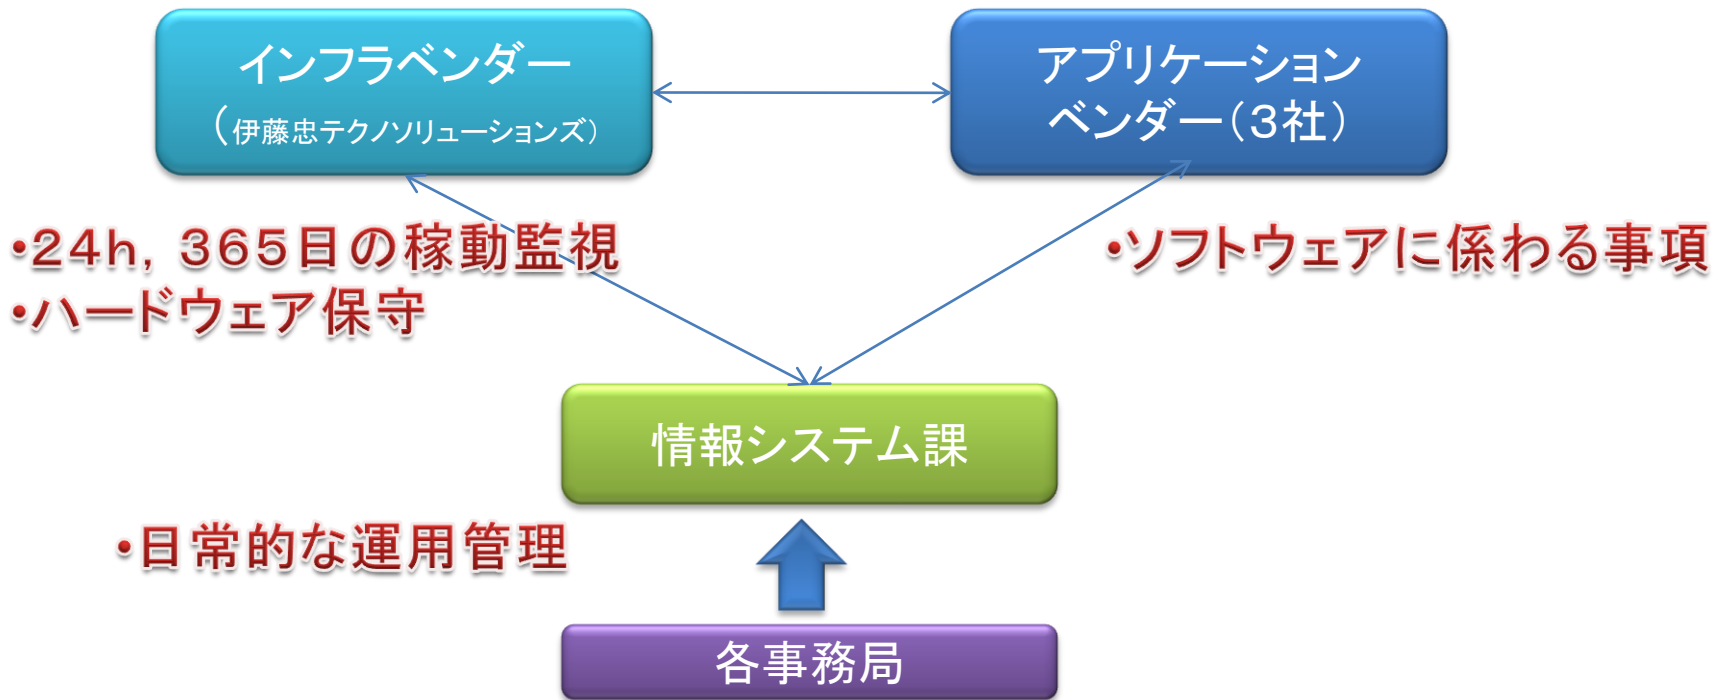 インフラベンダー
（伊藤忠テクノソリューションズ）
アプリケーション
ベンダー（３社）
・２４ｈ，３６５日の稼動監視
・ハードウェア保守
・ソフトウェアに係わる事項
情報システム課
・日常的な運用管理
各事務局